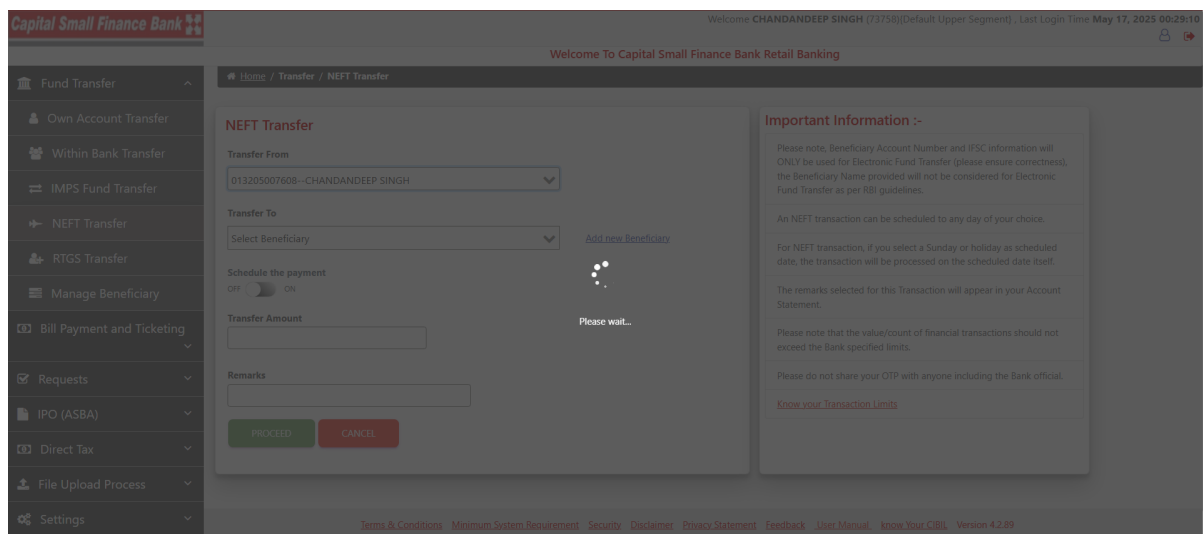 Capital Small Finance Bank
Welcome CHANDANDEEP SINGH (73758)(Default Upper Segment) , Last Login Time May 17, 2025 00:29:10
Welcome To Capital Small Finance Bank Retail Banking
Fund Transfer
Own Account Transfer
Within Bank Transfer
IMPS Fund Transfer
NEFT Transfer
RTGS Transfer
Manage Beneficiary
Bill Payment and Ticketing
Requests
IPO (ASBA)
Direct Tax
File Upload Process
Settings
Home / Transfer / NEFT Transfer
NEFT Transfer
Transfer From
013205007608--CHANDANDEEP SINGH
Transfer To
Select Beneficiary
Add new Beneficiary
Schedule the payment
OFF ON
Transfer Amount
Remarks
PROCEED CANCEL
Please wait...
Important Information :-
Please note, Beneficiary Account Number and IFSC information will
ONLY be used for Electronic Fund Transfer (please ensure correctness),
the Beneficiary Name provided will not be considered for Electronic
Fund Transfer as per RBI guidelines.
An NEFT transaction can be scheduled to any day of your choice.
For NEFT transaction, if you select a Sunday or holiday as scheduled
date, the transaction will be processed on the scheduled date itself.
The remarks selected for this Transaction will appear in your Account
Statement.
Please note that the value/count of financial transactions should not
exceed the Bank specified limits.
Please do not share your OTP with anyone including the Bank official.
Know your Transaction Limits
Terms & Conditions Minimum System Requirement Security Disclaimer Privacy Statement Feedback User Manual know Your CIBIL Version 4.2.89